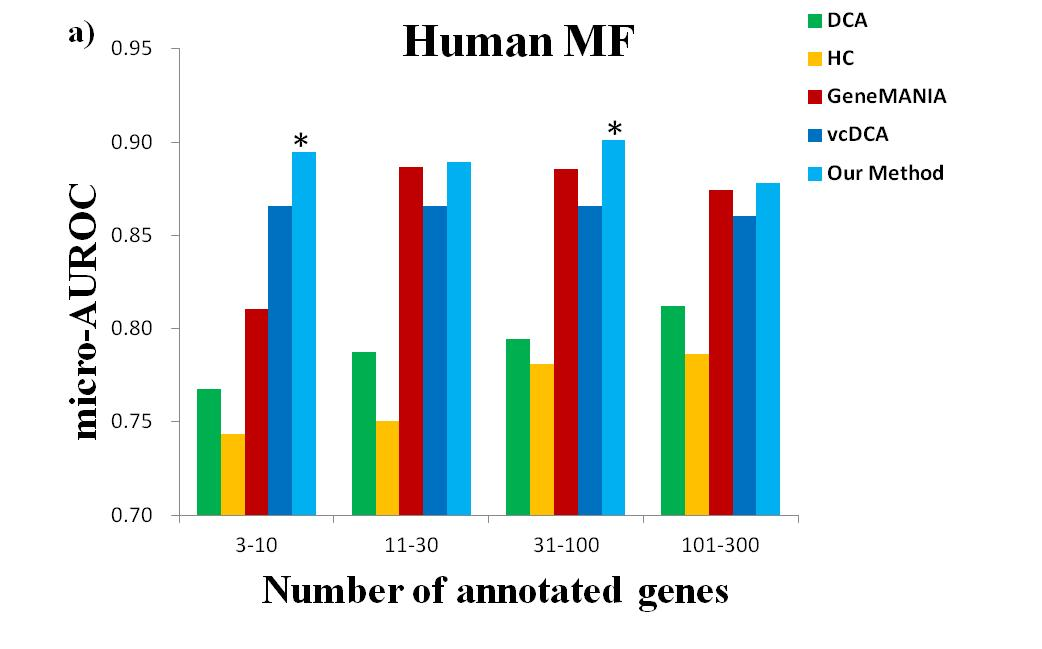 a)
Human MF
DCA
HC
GeneMANIA
vcDCA
Our Method
micro-AUROC
0.95
0.90
0.85
0.80
0.75
0.70
*
*
3-10
11-30
31-100
101-300
Number of annotated genes